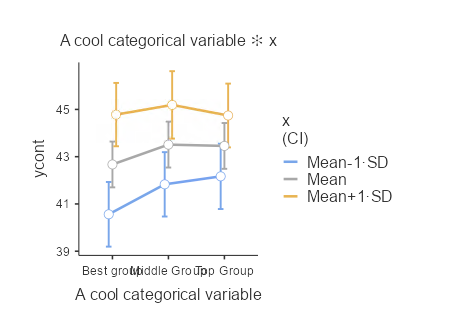 A cool categorical variable ✻ x
ycont
45
43
41
39
Best group
Middle Group
Top Group
A cool categorical variable
x
(CI)
Mean-1·SD
Mean
Mean+1·SD